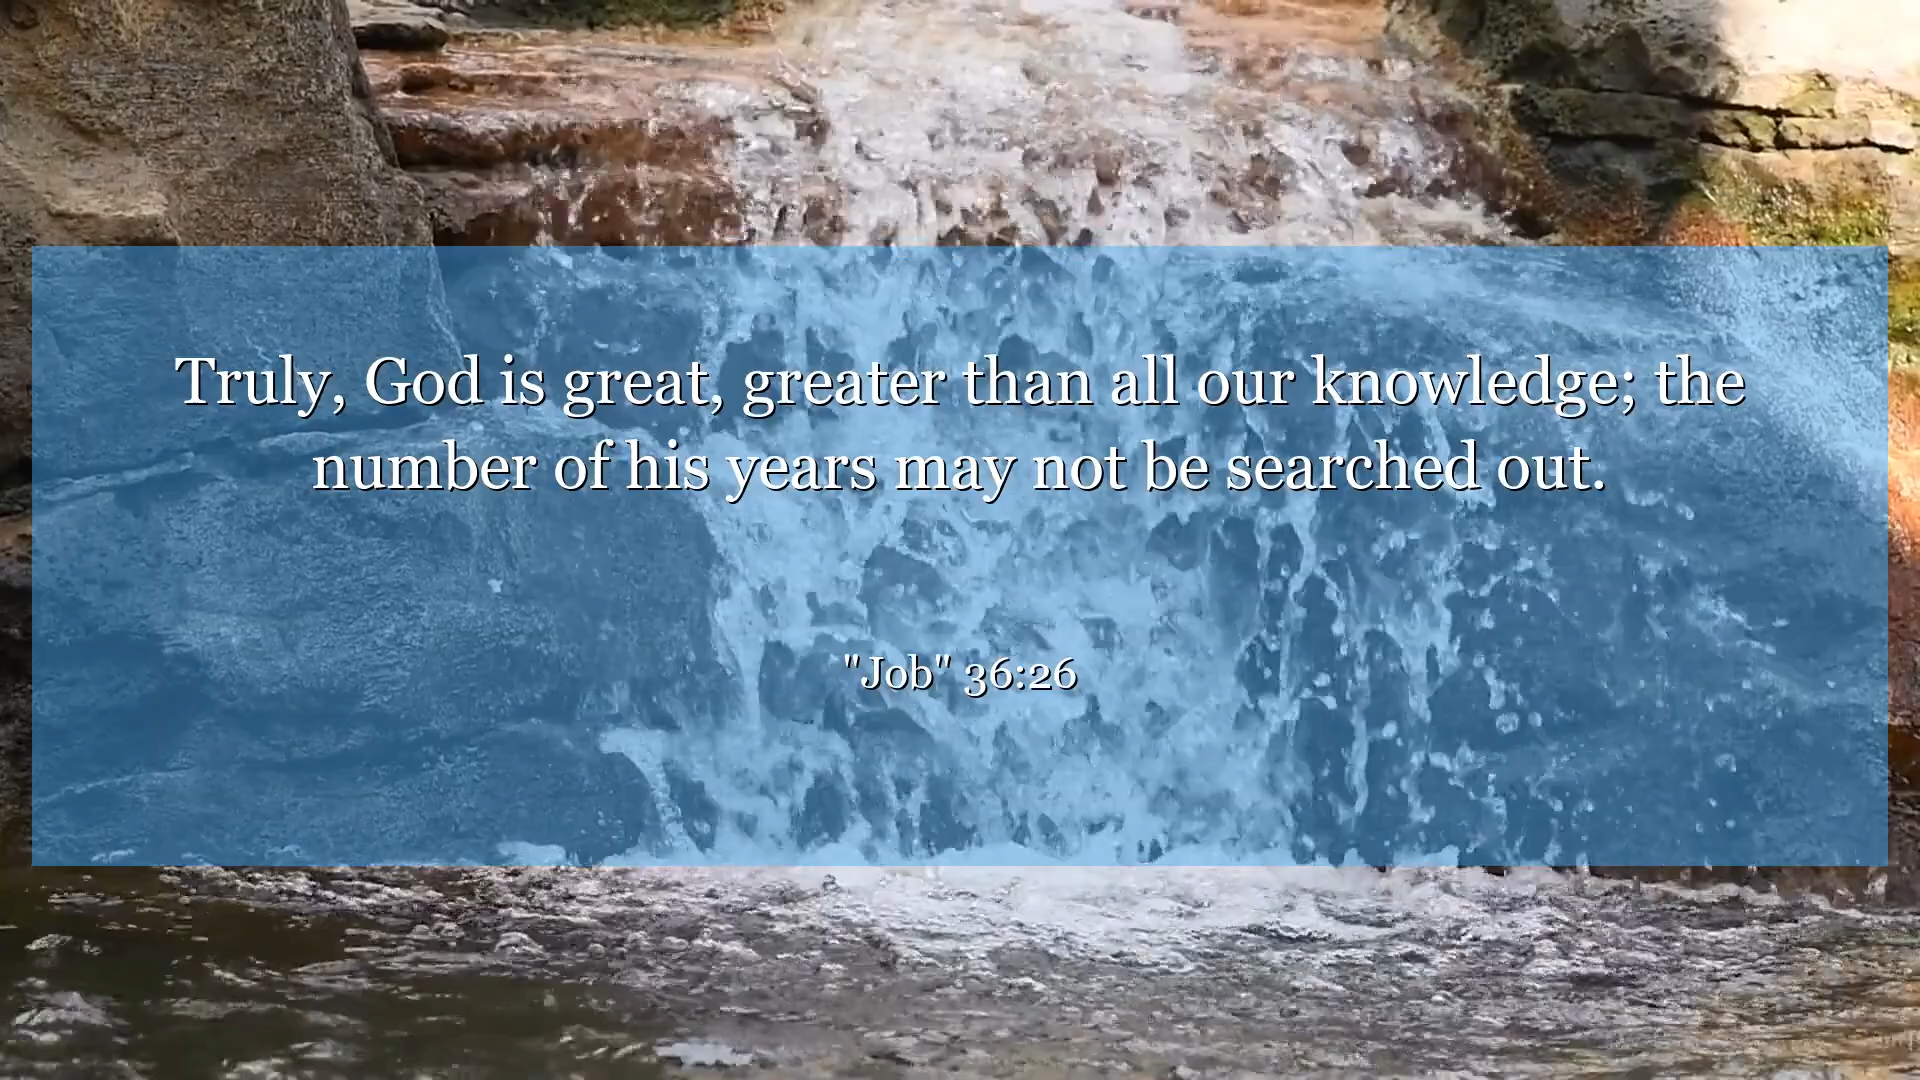 Truly, God is great, greater than all our knowledge; the
number of his years may not be searched out.
"Job" 36:26